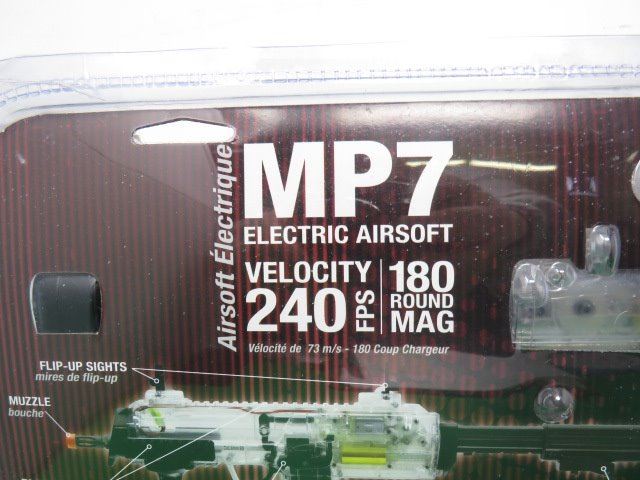 Airsoft Électrique
MP7
ELECTRIC AIRSOFT
VELOCITY
240 FPS
180
ROUND
MAG
Vélocité de 73 m/s - 180 Coup Chargeur
FLIP-UP SIGHTS
mires de flip-up
MUZZLE
bouche